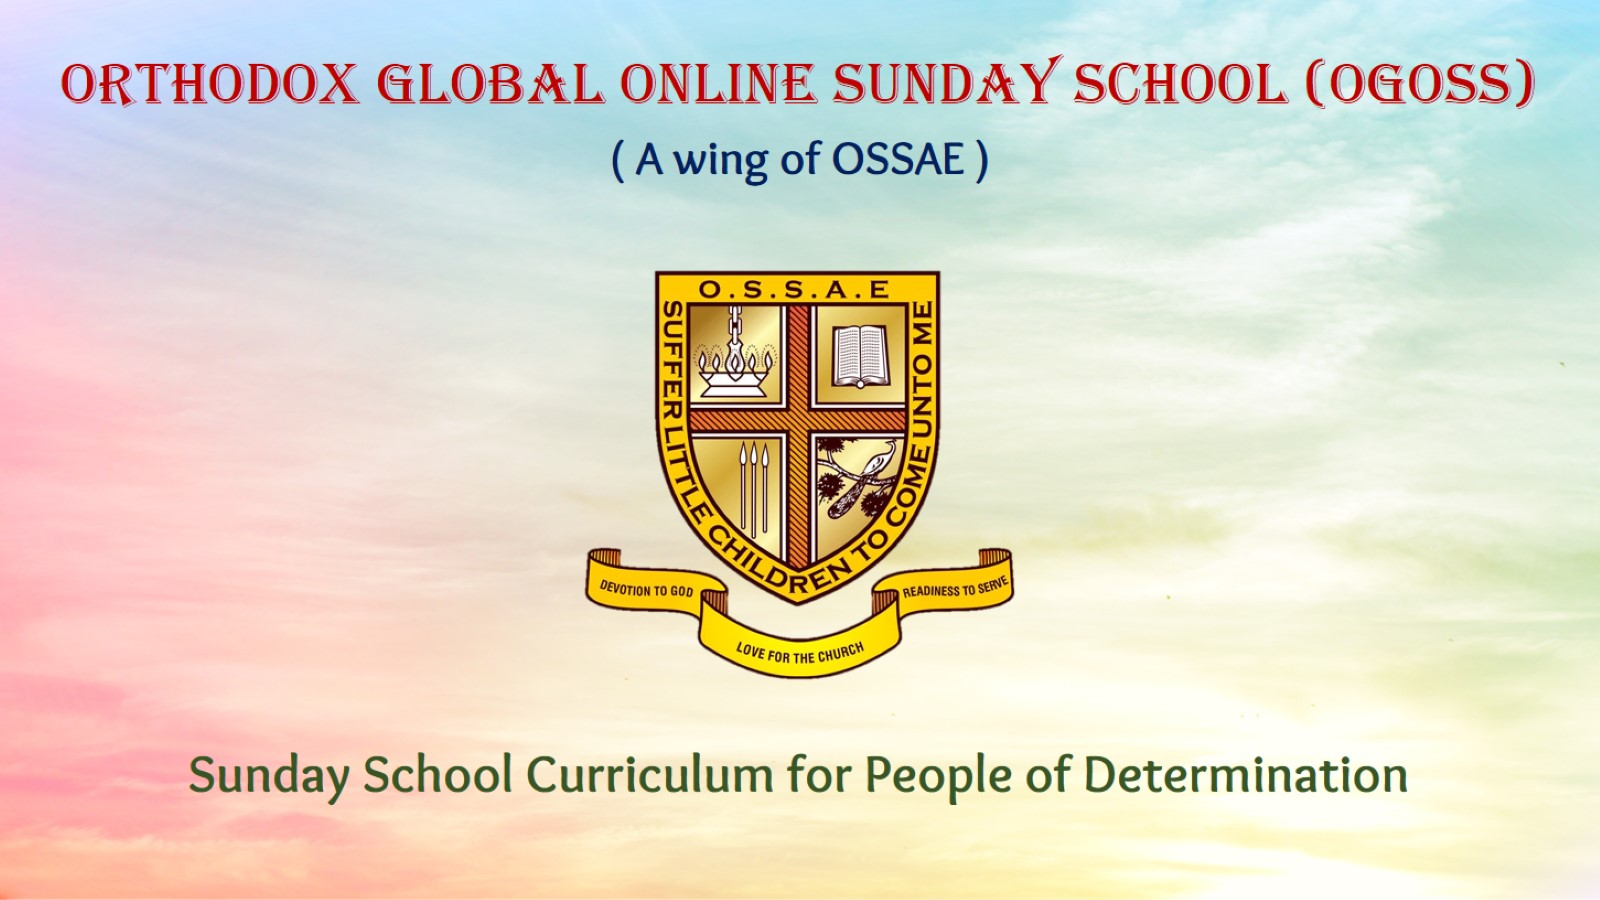 ORTHODOX GLOBAL ONLINE SUNDAY SCHOOL (OGOSS)
( A wing of OSSAE )
O.S.S.A.E
SUFFER LITTLE CHILDREN TO COME UNTO ME
DEVOTION TO GOD
LOVE FOR THE CHURCH
READINESS TO SERVE
Sunday School Curriculum for People of Determination